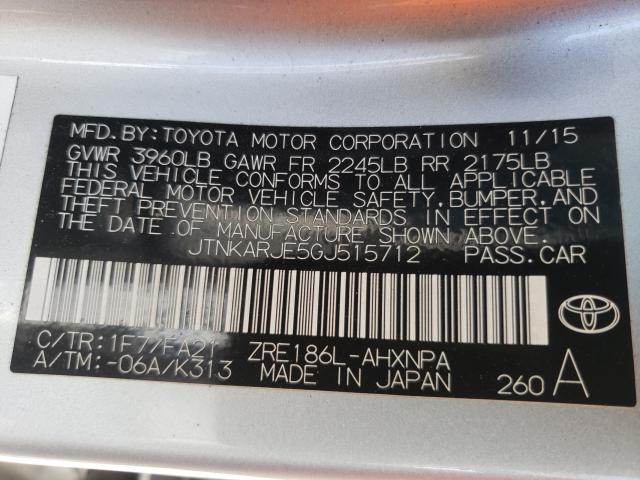 MFD. BY: TOYOTA MOTOR CORPORATION 11/15
GVWR 3960LB GAWR FR 2245LB RR 2175LB
THIS VEHICLE CONFORMS TO ALL APPLICABLE
FEDERAL MOTOR VEHICLE SAFETY, BUMPER, AND
THEFT PREVENTION STANDARDS IN EFFECT ON
THE DATE OF MANUFACTURE SHOWN ABOVE.
JTNKARJE5GJ515712 PASS. CAR
C/TR: 1F7/FA21 ZRE186L-AHXNPA
A/TM: -06A/K313 MADE IN JAPAN 260 A